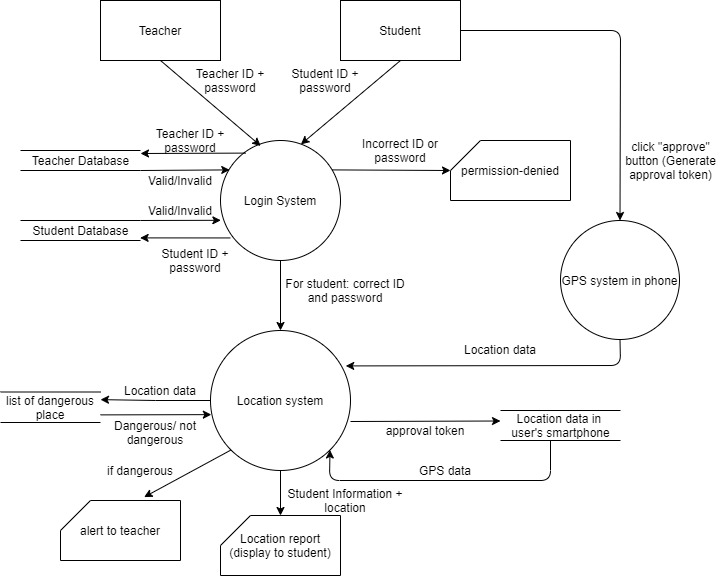 Teacher
Student
Teacher ID +
password
Student ID +
password
click "approve"
button (Generate
approval token)
Teacher ID +
password
Teacher Database
Valid/Invalid
Incorrect ID or
password
permission-denied
Login System
Valid/Invalid
Student Database
Student ID +
password
For student: correct ID
and password
GPS system in phone
Location data
Location system
Location data
list of dangerous
place
Dangerous/ not
dangerous
approval token
Location data in
user's smartphone
GPS data
if dangerous
Student Information +
location
alert to teacher
Location report
(display to student)